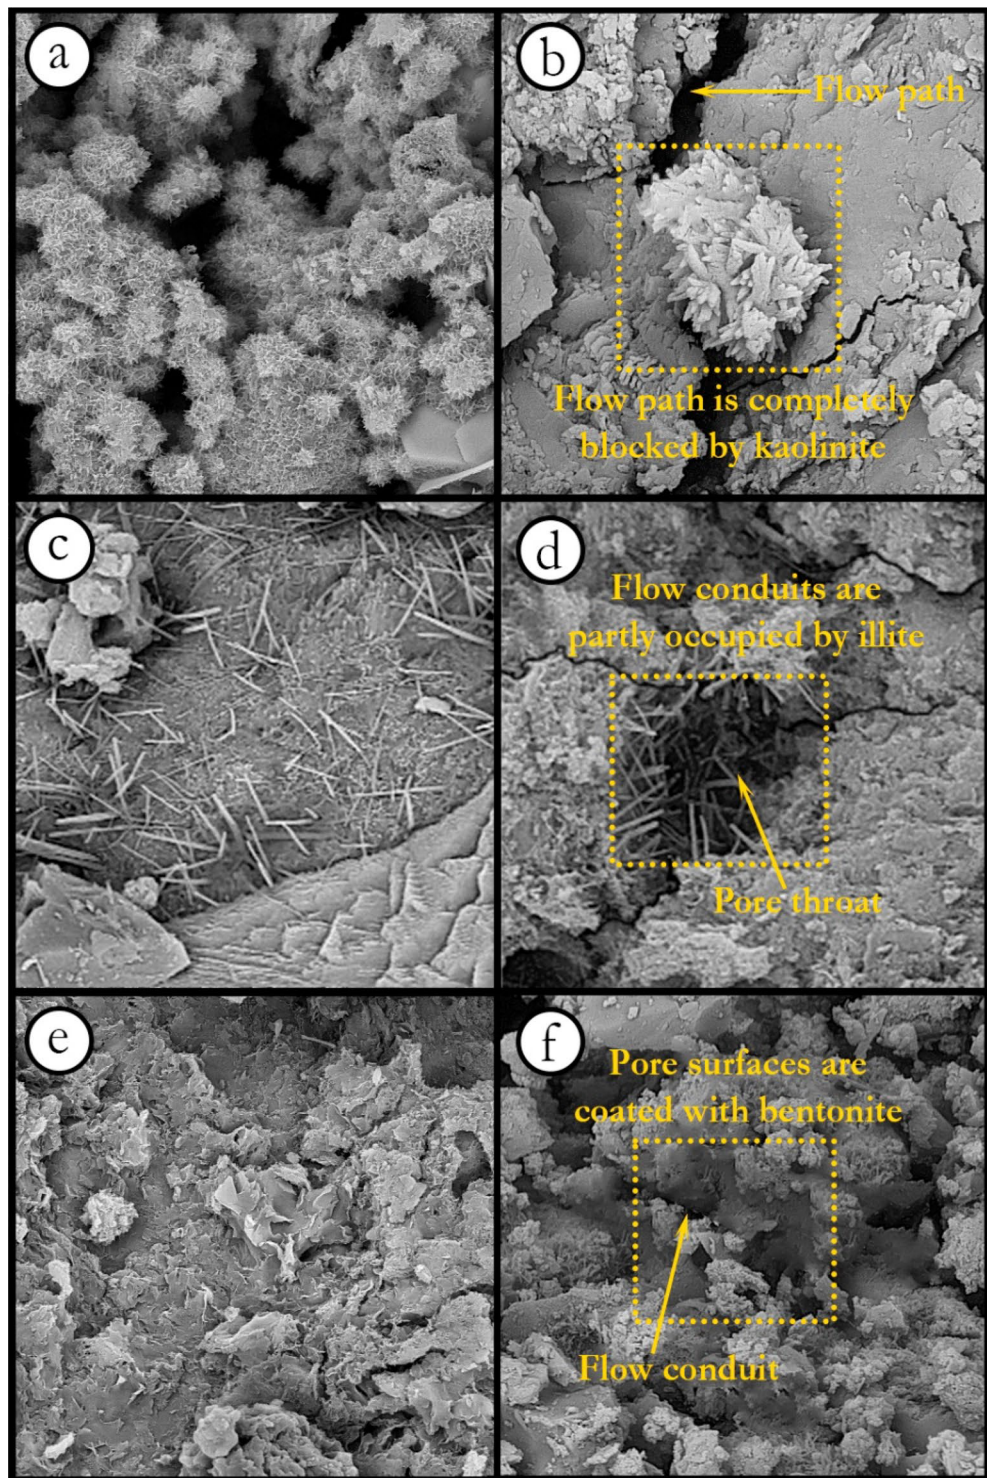 a
b
Flow path
Flow path is completely
blocked by kaolinite
c
d
Flow conduits are
partly occupied by illite
Pore throat
e
f
Pore surfaces are
coated with bentonite
Flow conduit